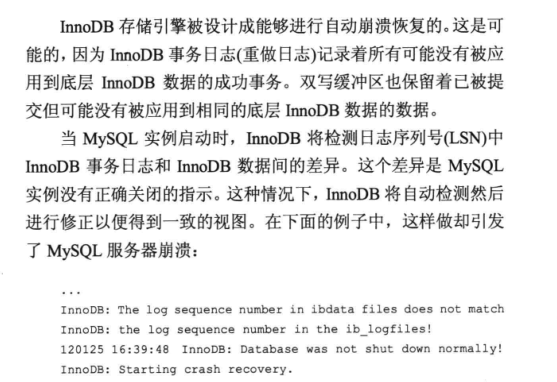 InnoDB 存储引擎被设计成能够进行自动崩溃恢复的。这是可
能的，因为 InnoDB 事务日志(重做日志)记录着所有可能没有被应
用到底层 InnoDB 数据的成功事务。双写缓冲区也保留着已被提
交但可能没有被应用到相同的底层 InnoDB 数据的数据。
当 MySQL 实例启动时，InnoDB 将检测日志序列号(LSN)中
InnoDB 事务日志和 InnoDB 数据间的差异。这个差异是 MySQL
实例没有正确关闭的指示。这种情况下，InnoDB 将自动检测然后
进行修正以便得到一致的视图。在下面的例子中，这样做却引发
了 MySQL 服务器崩溃：
...
InnoDB: The log sequence number in ibdata files does not match
InnoDB: the log sequence number in the ib_logfiles!
120125 16:39:48 InnoDB: Database was not shut down normally!
InnoDB: Starting crash recovery.